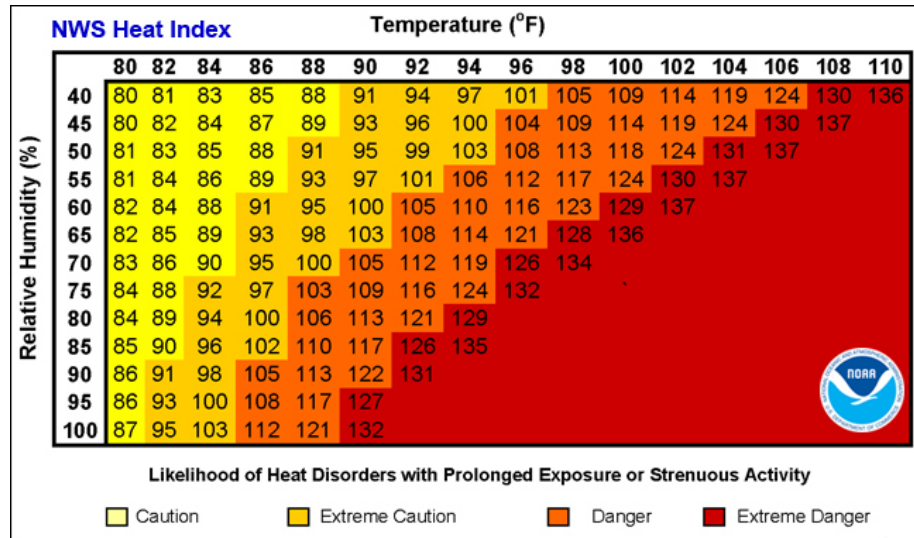 NWS Heat Index
Temperature (°F)
80 82 84 86 88 90 92 94 96 98 100 102 104 106 108 110
Relative Humidity (%)
40 80 81 83 85 88 91 94 97 101 105 109 114 119 124 130 136
45 80 82 84 87 89 93 96 100 104 109 114 119 124 130 137
50 81 83 85 88 91 95 99 103 108 113 118 124 131 137
55 81 84 86 89 93 97 101 106 112 117 124 130 137
60 82 84 88 91 95 100 105 110 116 123 129 137
65 82 85 89 93 98 103 108 114 121 128 136
70 83 86 90 95 100 105 112 119 126 134
75 84 88 92 97 103 109 116 124 132
80 84 89 94 100 106 113 121 129
85 85 90 96 102 110 117 126 135
90 86 91 98 105 113 122 131
95 86 93 100 108 117 127
100 87 95 103 112 121 132
NOAA
Likelihood of Heat Disorders with Prolonged Exposure or Strenuous Activity
Caution
Extreme Caution
Danger
Extreme Danger